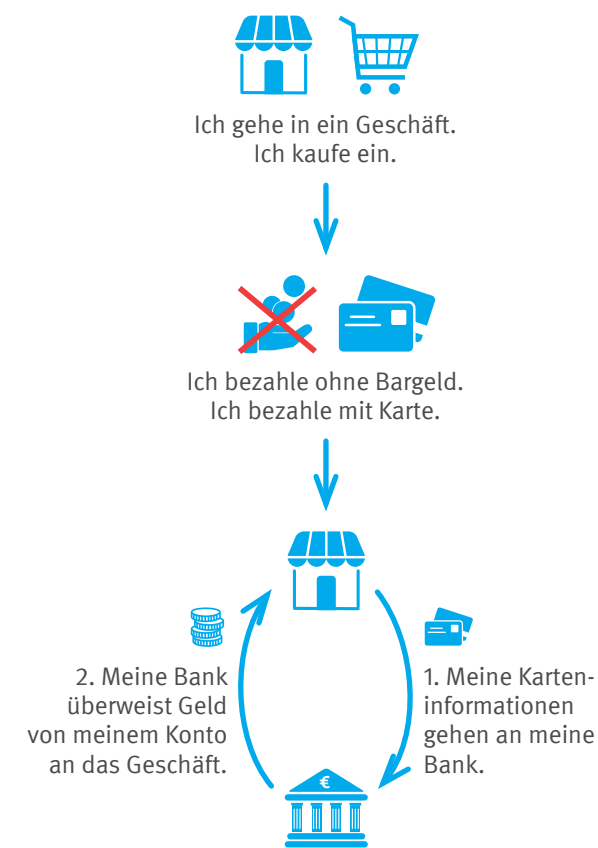 Ich gehe in ein Geschäft.
Ich kaufe ein.
Ich bezahle ohne Bargeld.
Ich bezahle mit Karte.
1. Meine Karten-
informationen
gehen an meine
Bank.
2. Meine Bank
überweist Geld
von meinem Konto
an das Geschäft.
€